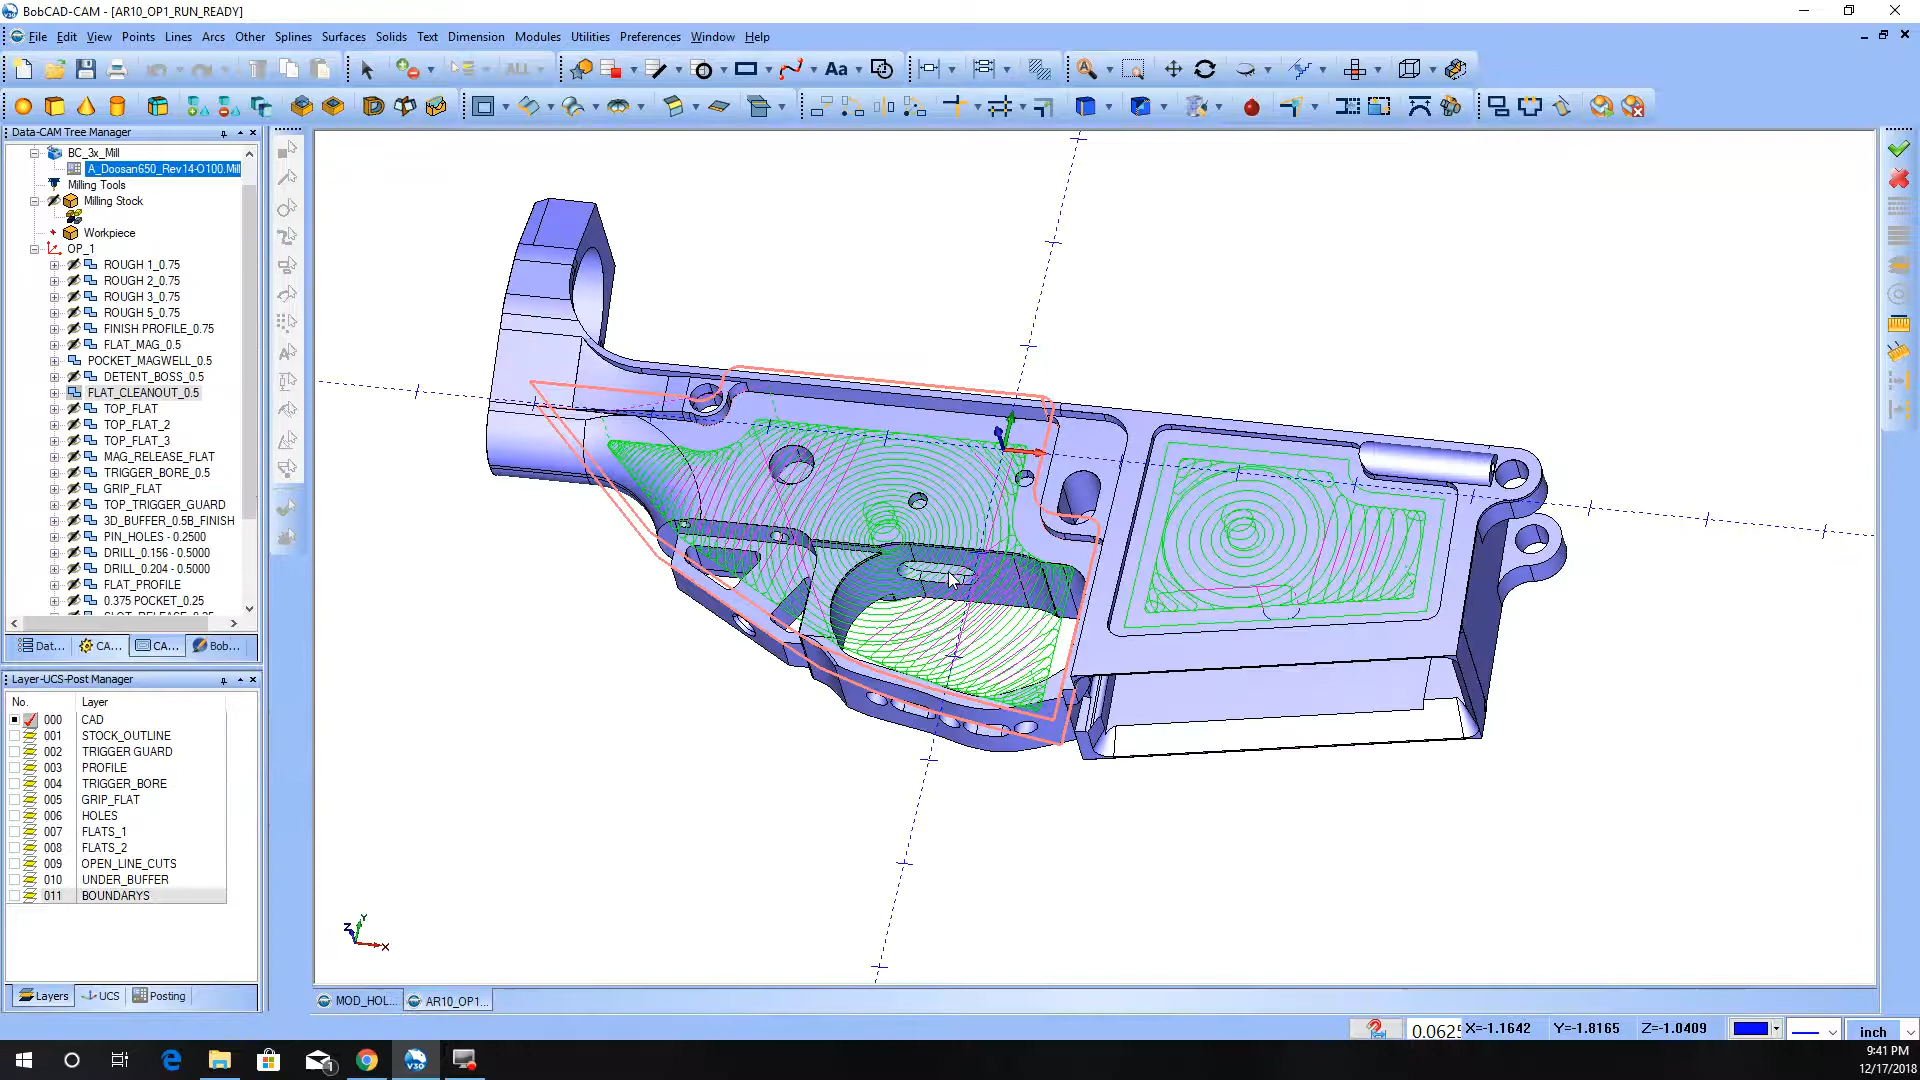 BobCAD-CAM - [AR10_OP1_RUN_READY]
File Edit View Points Lines Arcs Other Splines Surfaces Solids Text Dimension Modules Utilities Preferences Window Help
ALL
Aa
Data-CAM Tree Manager
BC_3x_Mill
A_Doosan650_Rev14-O100.Mill
Milling Tools
Milling Stock
Workpiece
OP_1
ROUGH 1_0.75
ROUGH 2_0.75
ROUGH 3_0.75
ROUGH 5_0.75
FINISH PROFILE_0.75
FLAT_MAG_0.5
POCKET_MAGWELL_0.5
DETENT_BOSS_0.5
FLAT_CLEANOUT_0.5
TOP_FLAT
TOP_FLAT_2
TOP_FLAT_3
MAG_RELEASE_FLAT
TRIGGER_BORE_0.5
GRIP_FLAT
TOP_TRIGGER_GUARD
3D_BUFFER_0.5B_FINISH
PIN_HOLES - 0.2500
DRILL_0.156 - 0.5000
DRILL_0.204 - 0.5000
FLAT_PROFILE
0.375 POCKET_0.25
Dat... CA... CA... Bob...
Layer-UCS-Post Manager
No. Layer
000 CAD
001 STOCK_OUTLINE
002 TRIGGER GUARD
003 PROFILE
004 TRIGGER_BORE
005 GRIP_FLAT
006 HOLES
007 FLATS_1
008 FLATS_2
009 OPEN_LINE_CUTS
010 UNDER_BUFFER
011 BOUNDARYS
Layers UCS Posting
Z Y X
MOD_HOL... AR10_OP1...
0.0625 X=-1.1642 Y=-1.8165 Z=-1.0409 inch
V30
1
9:41 PM
12/17/2018